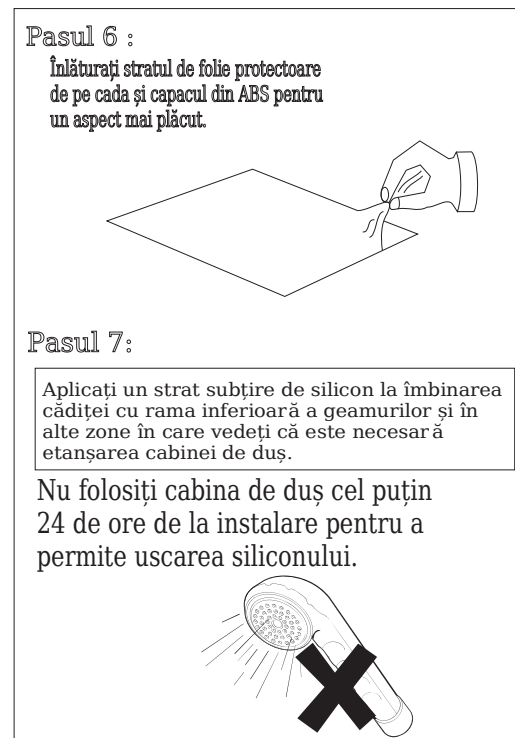 Pasul 6 :
Înlăturați stratul de folie protectoare
de pe cada și capacul din ABS pentru
un aspect mai plăcut.
Pasul 7:
Aplicați un strat subțire de silicon la îmbinarea
cădiței cu rama inferioară a geamurilor și în
alte zone în care vedeți că este necesară
etanșarea cabinei de duș.
Nu folosiți cabina de duș cel puțin
24 de ore de la instalare pentru a
permite uscarea siliconului.